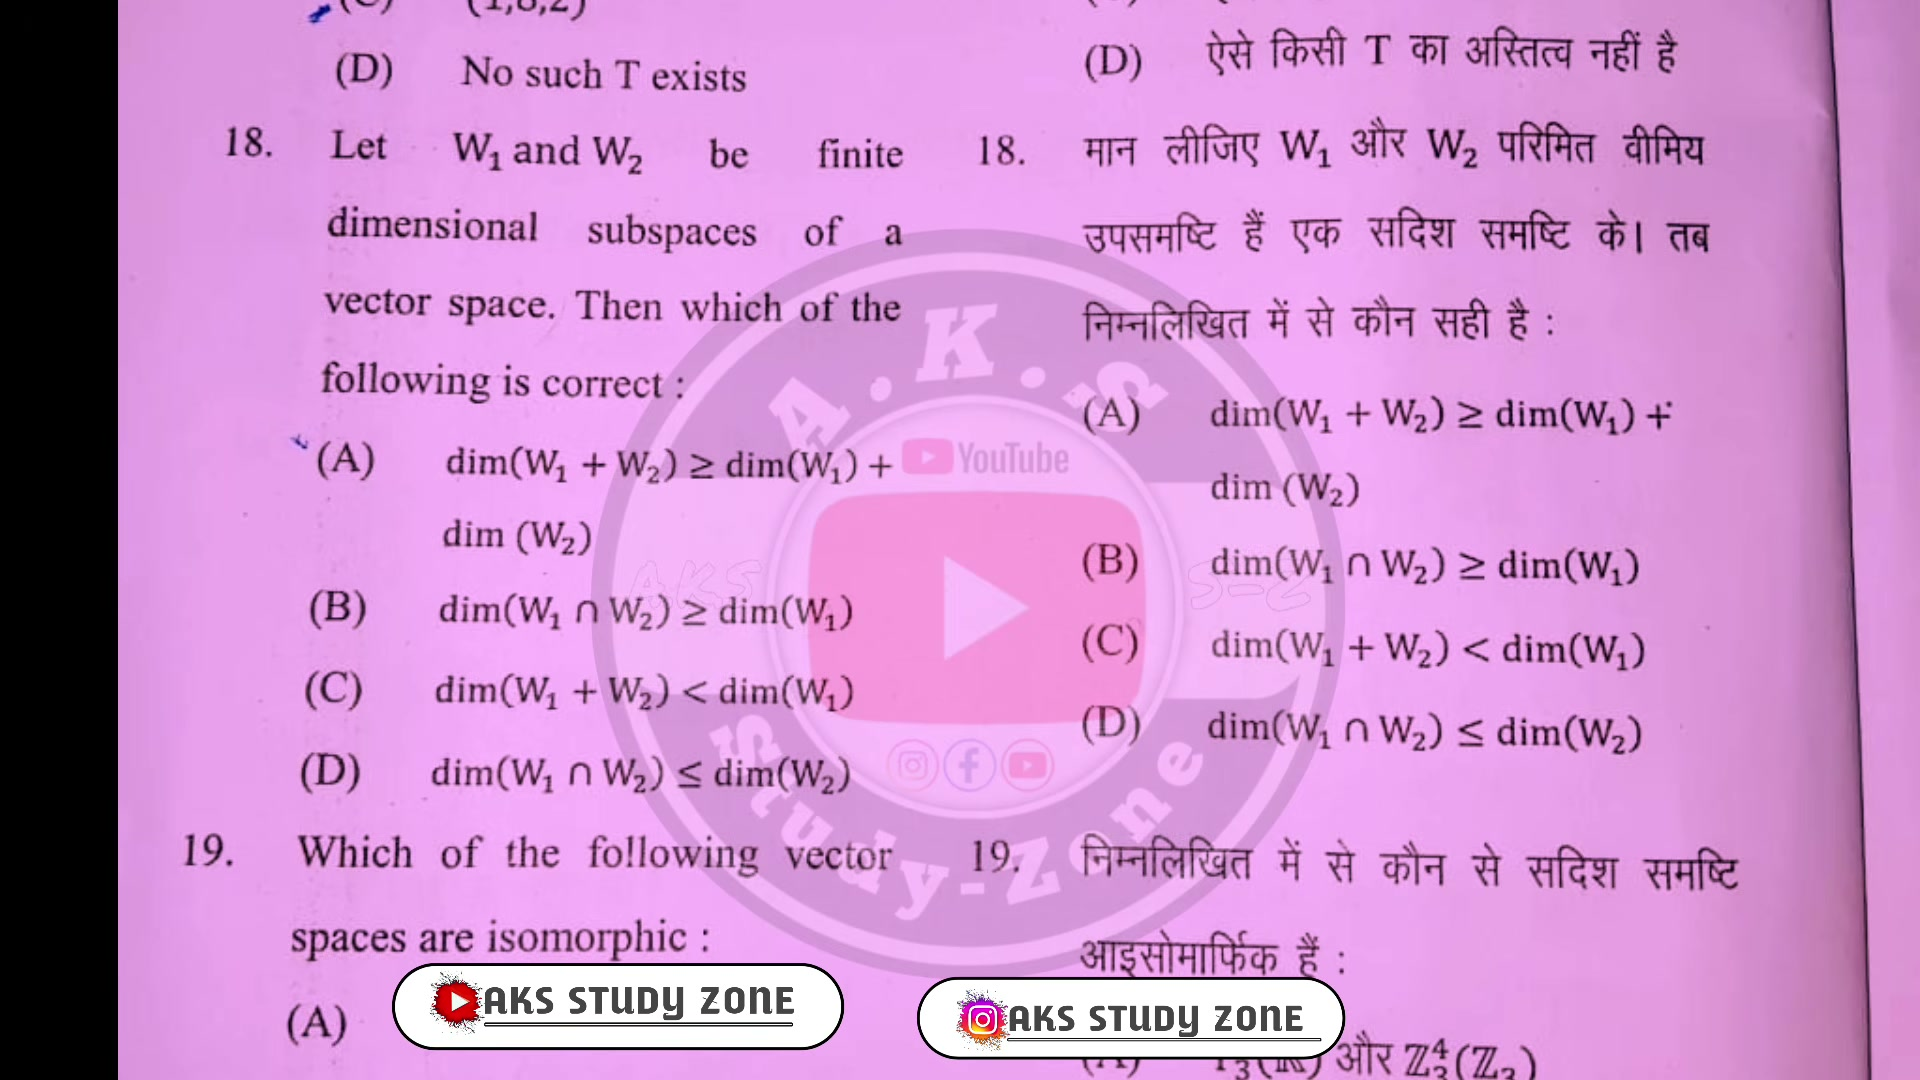 (D) No such T exists
18. Let W₁ and W₂ be finite
dimensional subspaces of a
vector space. Then which of the
following is correct :
(A) dim(W₁ + W₂) ≥ dim(W₁) +
dim (W₂)
(B) dim(W₁ ∩ W₂) ≥ dim(W₁)
(C) dim(W₁ + W₂) < dim(W₁)
(D) dim(W₁ ∩ W₂) ≤ dim(W₂)
19. Which of the following vector
spaces are isomorphic :
(A)
(D) ऐसे किसी T का अस्तित्व नहीं है
18. मान लीजिए W₁ और W₂ परिमित वीमिय
उपसमष्टि हैं एक सदिश समष्टि के। तब
निम्नलिखित में से कौन सही है :
(A) dim(W₁ + W₂) ≥ dim(W₁) +
dim (W₂)
(B) dim(W₁ ∩ W₂) ≥ dim(W₁)
(C) dim(W₁ + W₂) < dim(W₁)
(D) dim(W₁ ∩ W₂) ≤ dim(W₂)
19. निम्नलिखित में से कौन से सदिश समष्टि
आइसोमार्फिक हैं :
और ℤ₃⁴(ℤ₃)
A.K.S
YouTube
AKS S-Z
Study-Zone
AKS STUDY ZONE
AKS STUDY ZONE